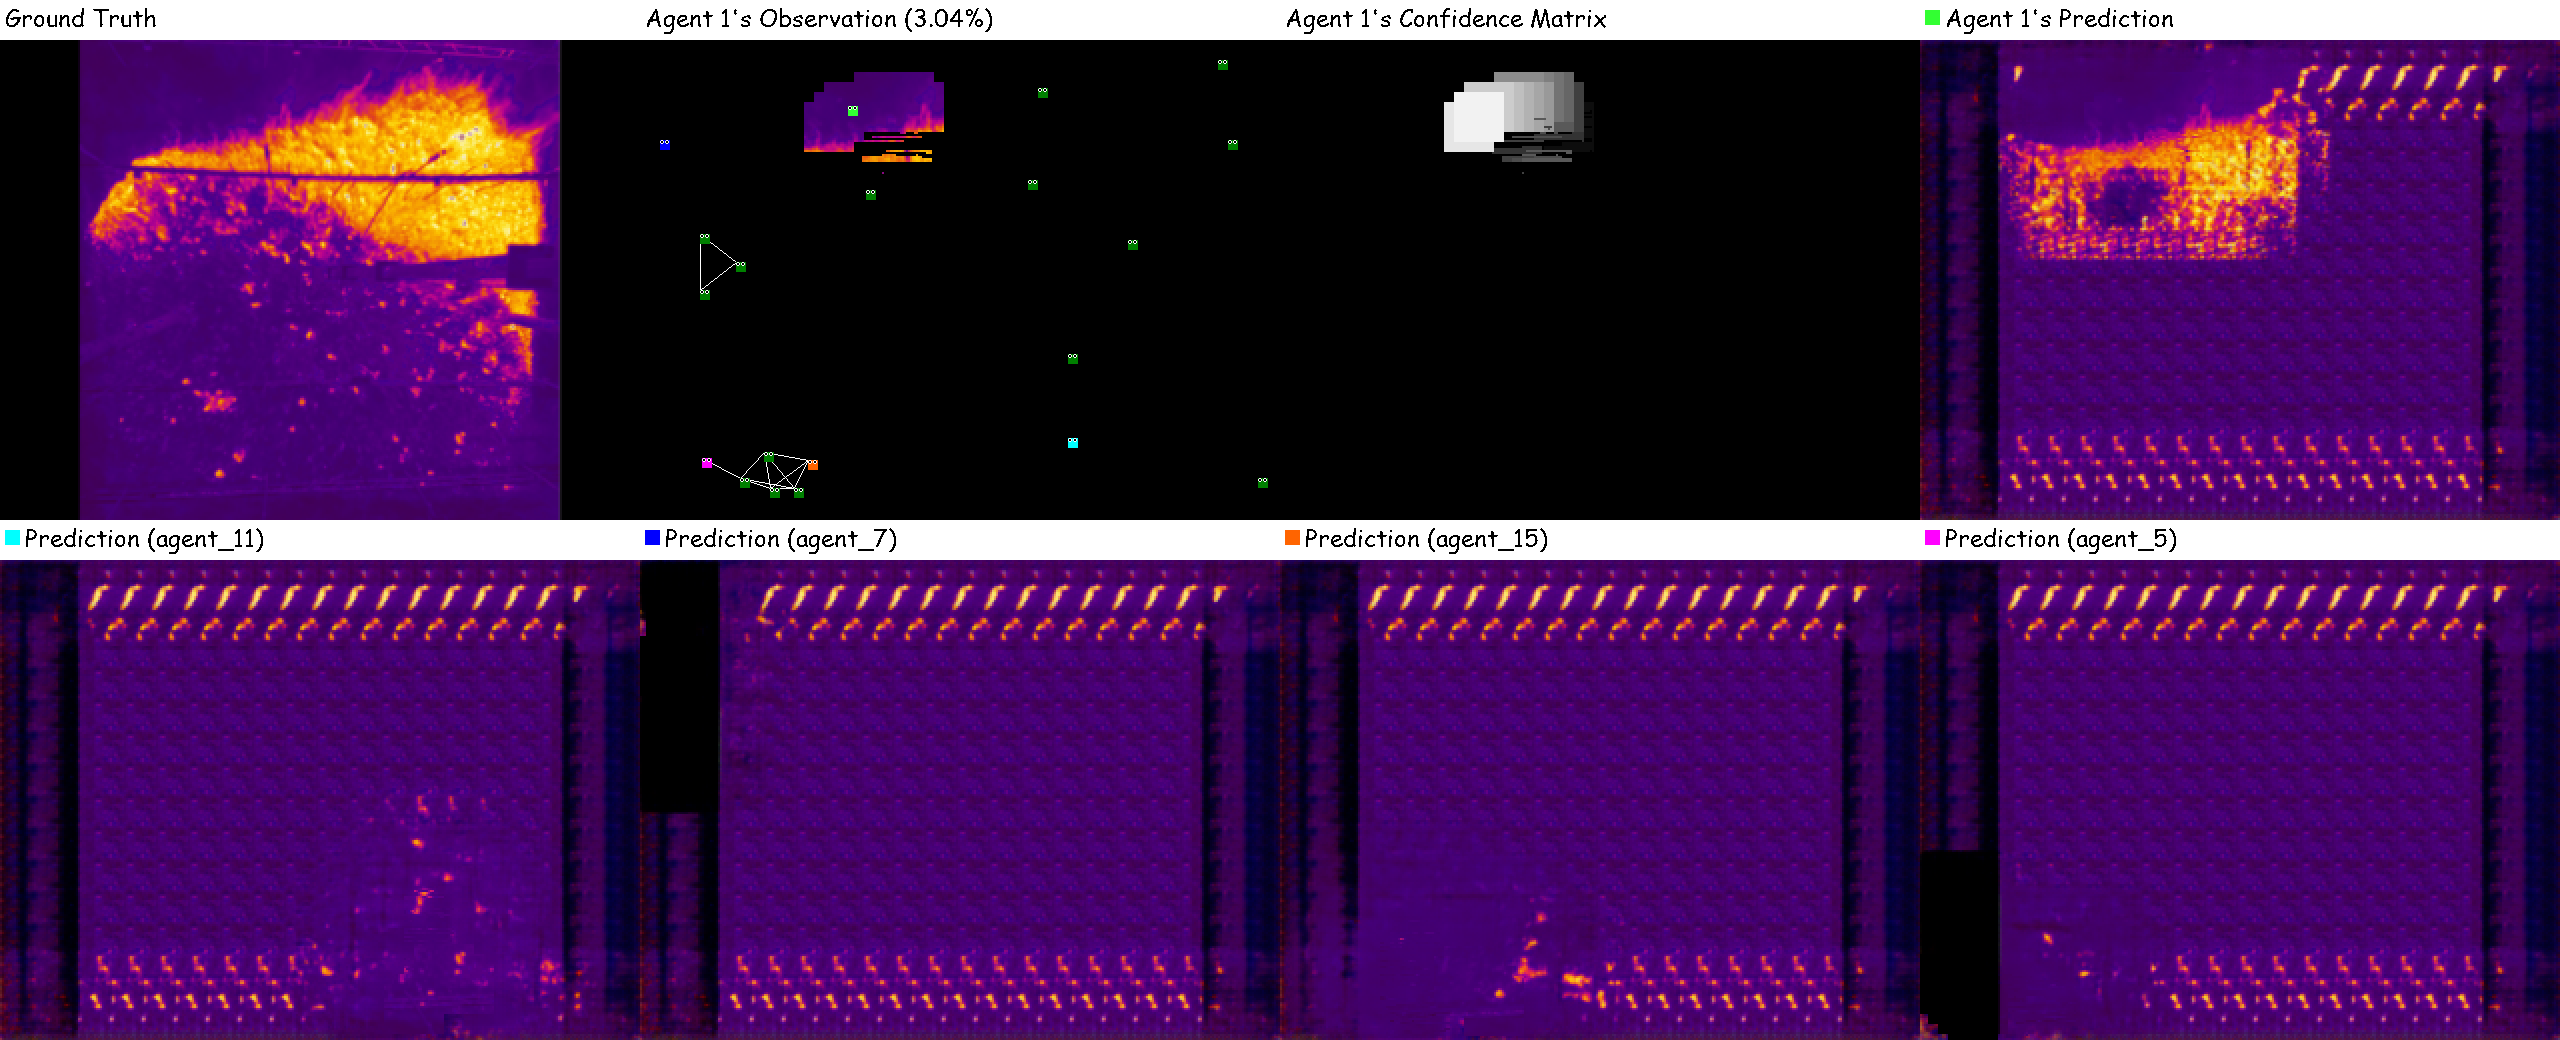 Ground Truth
Agent 1's Observation (3.04%)
Agent 1's Confidence Matrix
Agent 1's Prediction
Prediction (agent_11)
Prediction (agent_7)
Prediction (agent_15)
Prediction (agent_5)